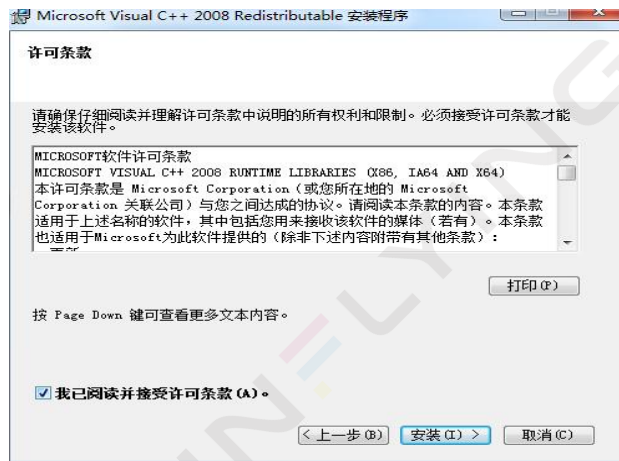 Microsoft Visual C++ 2008 Redistributable 安装程序
许可条款
请确保仔细阅读并理解许可条款中说明的所有权利和限制。必须接受许可条款才能
安装该软件。
MICROSOFT软件许可条款
MICROSOFT VISUAL C++ 2008 RUNTIME LIBRARIES (X86, IA64 AND X64)
本许可条款是 Microsoft Corporation（或您所在地的 Microsoft
Corporation 关联公司）与您之间达成的协议。请阅读本条款的内容。本条款
适用于上述名称的软件，其中包括您用来接收该软件的媒体（若有）。本条款
也适用于Microsoft为此软件提供的（除非下述内容附带有其他条款）：
打印(P)
按 Page Down 键可查看更多文本内容。
我已阅读并接受许可条款(A)。
< 上一步(B)
安装(I) >
取消(C)